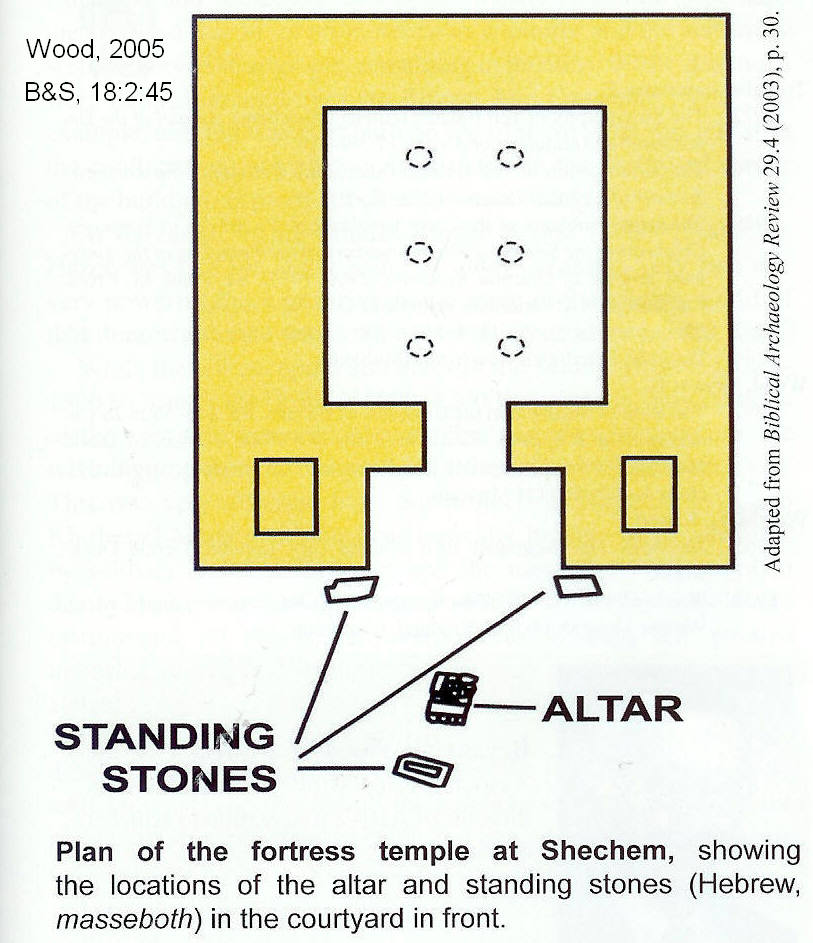 Wood, 2005
B&S, 18:2:45
Adapted from Biblical Archaeology Review 29.4 (2003), p. 30.
ALTAR
STANDING
STONES
Plan of the fortress temple at Shechem, showing
the locations of the altar and standing stones (Hebrew,
masseboth) in the courtyard in front.